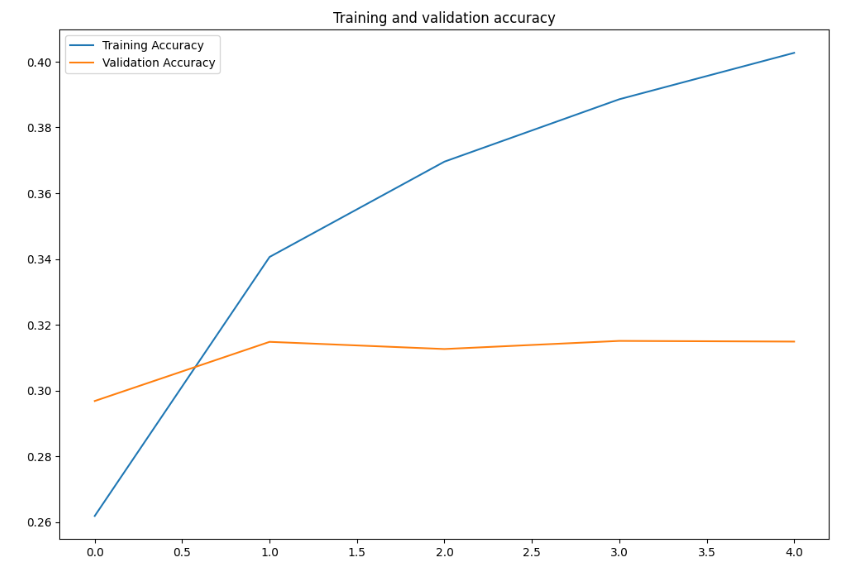 Training and validation accuracy
Training Accuracy
Validation Accuracy
0.40
0.38
0.36
0.34
0.32
0.30
0.28
0.26
0.0 0.5 1.0 1.5 2.0 2.5 3.0 3.5 4.0